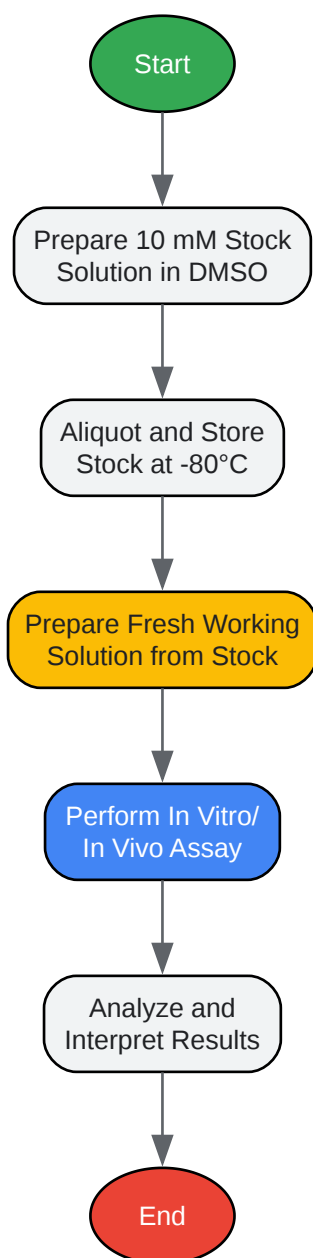 Start
Prepare 10 mM Stock
Solution in DMSO
Aliquot and Store
Stock at -80°C
Prepare Fresh Working
Solution from Stock
Perform In Vitro/
In Vivo Assay
Analyze and
Interpret Results
End